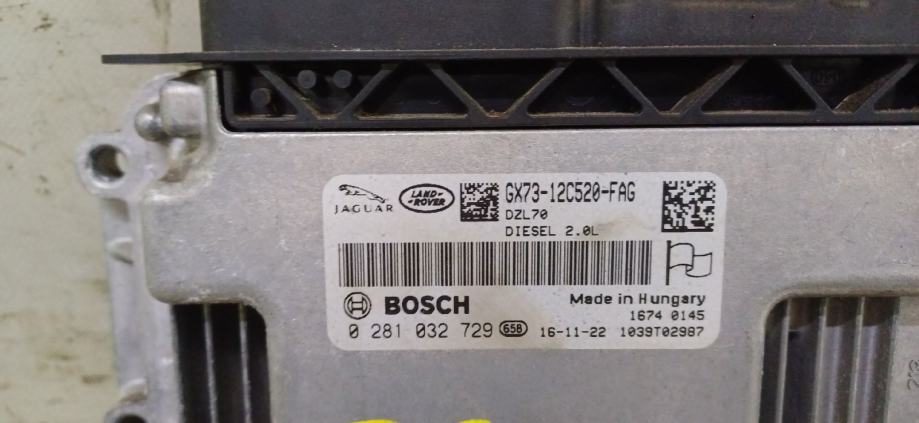 JAGUAR
LAND-
ROVER
GX73-12C520-FAG
DZL70
DIESEL 2.0L
BOSCH
Made in Hungary
1674 0145
0 281 032 729 65B 16-11-22 1039T02987